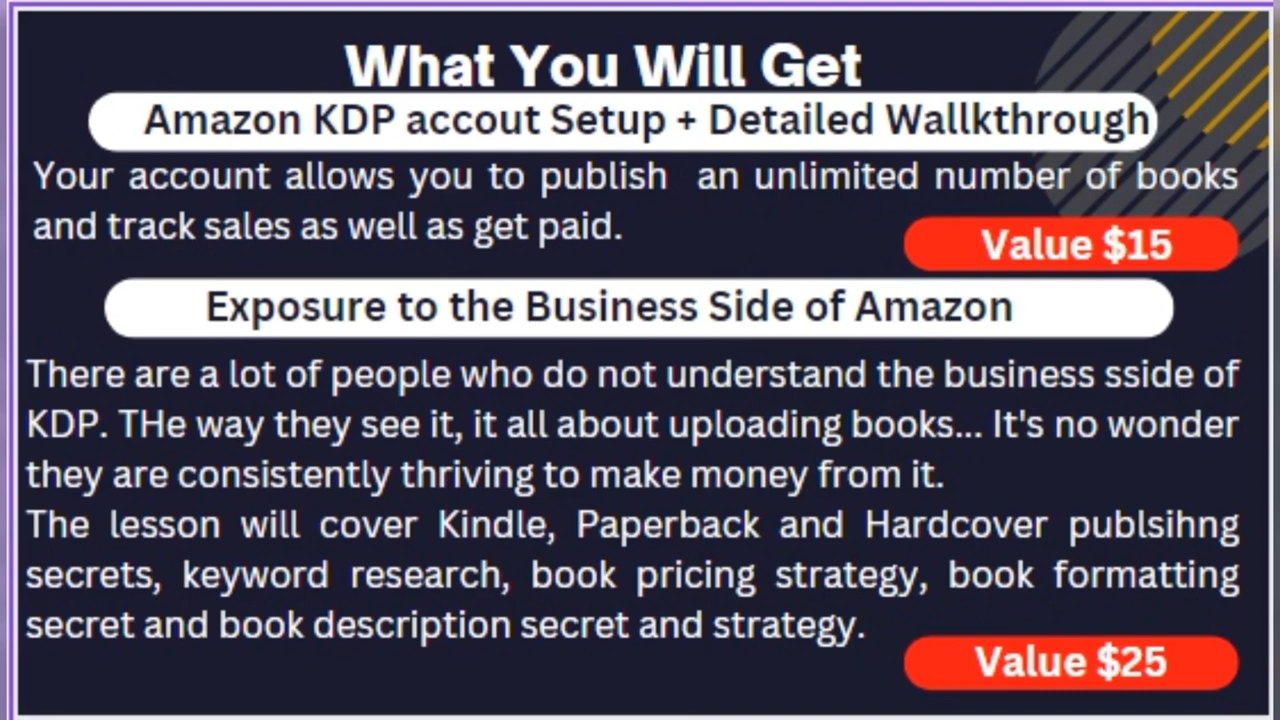 What You Will Get
Amazon KDP accout Setup + Detailed Wallkthrough
Your account allows you to publish an unlimited number of books
and track sales as well as get paid.
Value $15
Exposure to the Business Side of Amazon
There are a lot of people who do not understand the business sside of
KDP. THe way they see it, it all about uploading books... It's no wonder
they are consistently thriving to make money from it.
The lesson will cover Kindle, Paperback and Hardcover publsihng
secrets, keyword research, book pricing strategy, book formatting
secret and book description secret and strategy.
Value $25